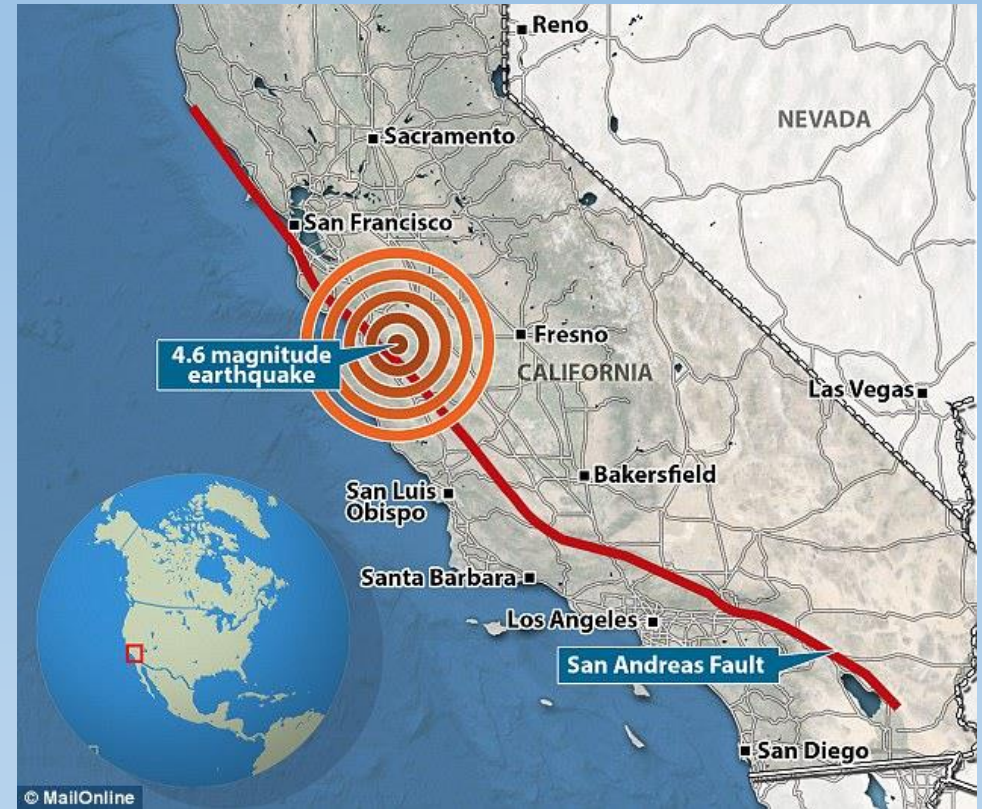 Reno
NEVADA
Sacramento
San Francisco
4.6 magnitude
earthquake
Fresno
CALIFORNIA
Las Vegas
Bakersfield
San Luis
Obispo
Santa Barbara
Los Angeles
San Andreas Fault
San Diego
© MailOnline